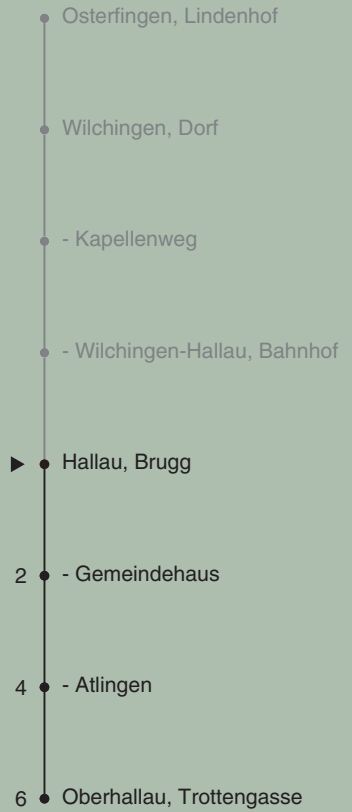 Osterfingen, Lindenhof
Wilchingen, Dorf
- Kapellenweg
- Wilchingen-Hallau, Bahnhof
Hallau, Brugg
2 - Gemeindehaus
4 - Atlingen
6 Oberhallau, Trottengasse